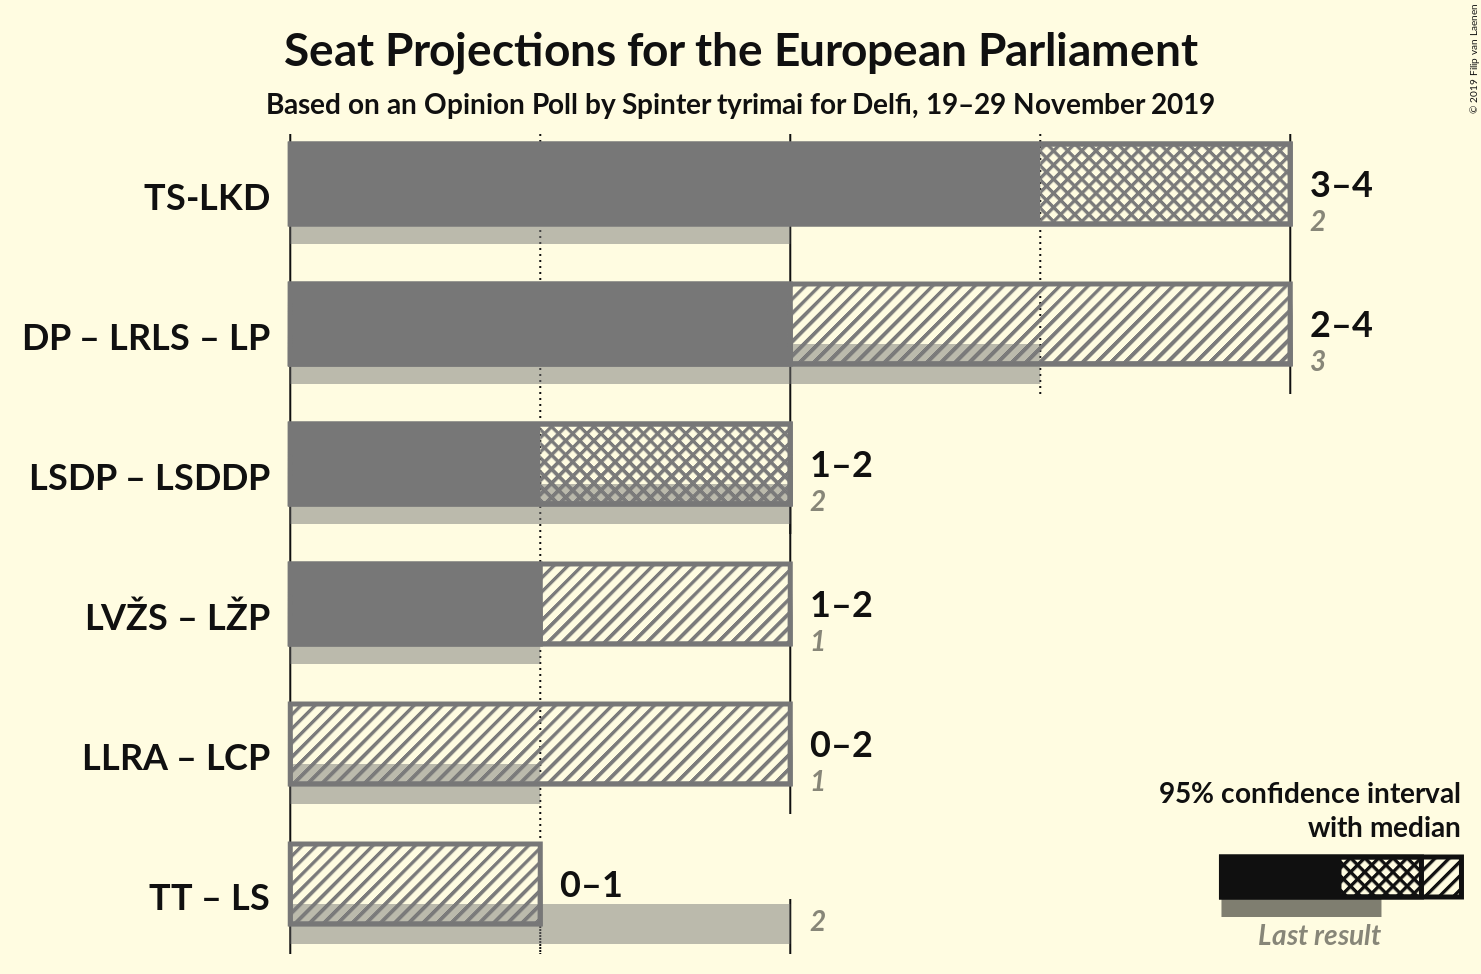 Seat Projections for the European Parliament
Based on an Opinion Poll by Spinter tyrimai for Delfi, 19–29 November 2019
© 2019 Filip van Laenen
TS-LKD
3–4
2
DP – LRLS – LP
2–4
3
LSDP – LSDDP
1–2
2
LVŽS – LŽP
1–2
1
LLRA – LCP
0–2
1
TT – LS
0–1
2
95% confidence interval
with median
Last result